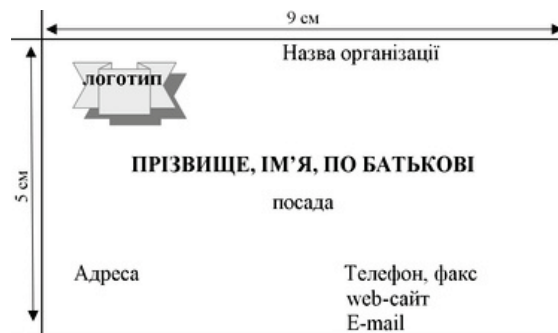 9 см
Назва організації
логотип
5 см
ПРІЗВИЩЕ, ІМ’Я, ПО БАТЬКОВІ
посада
Адреса
Телефон, факс
web-сайт
E-mail